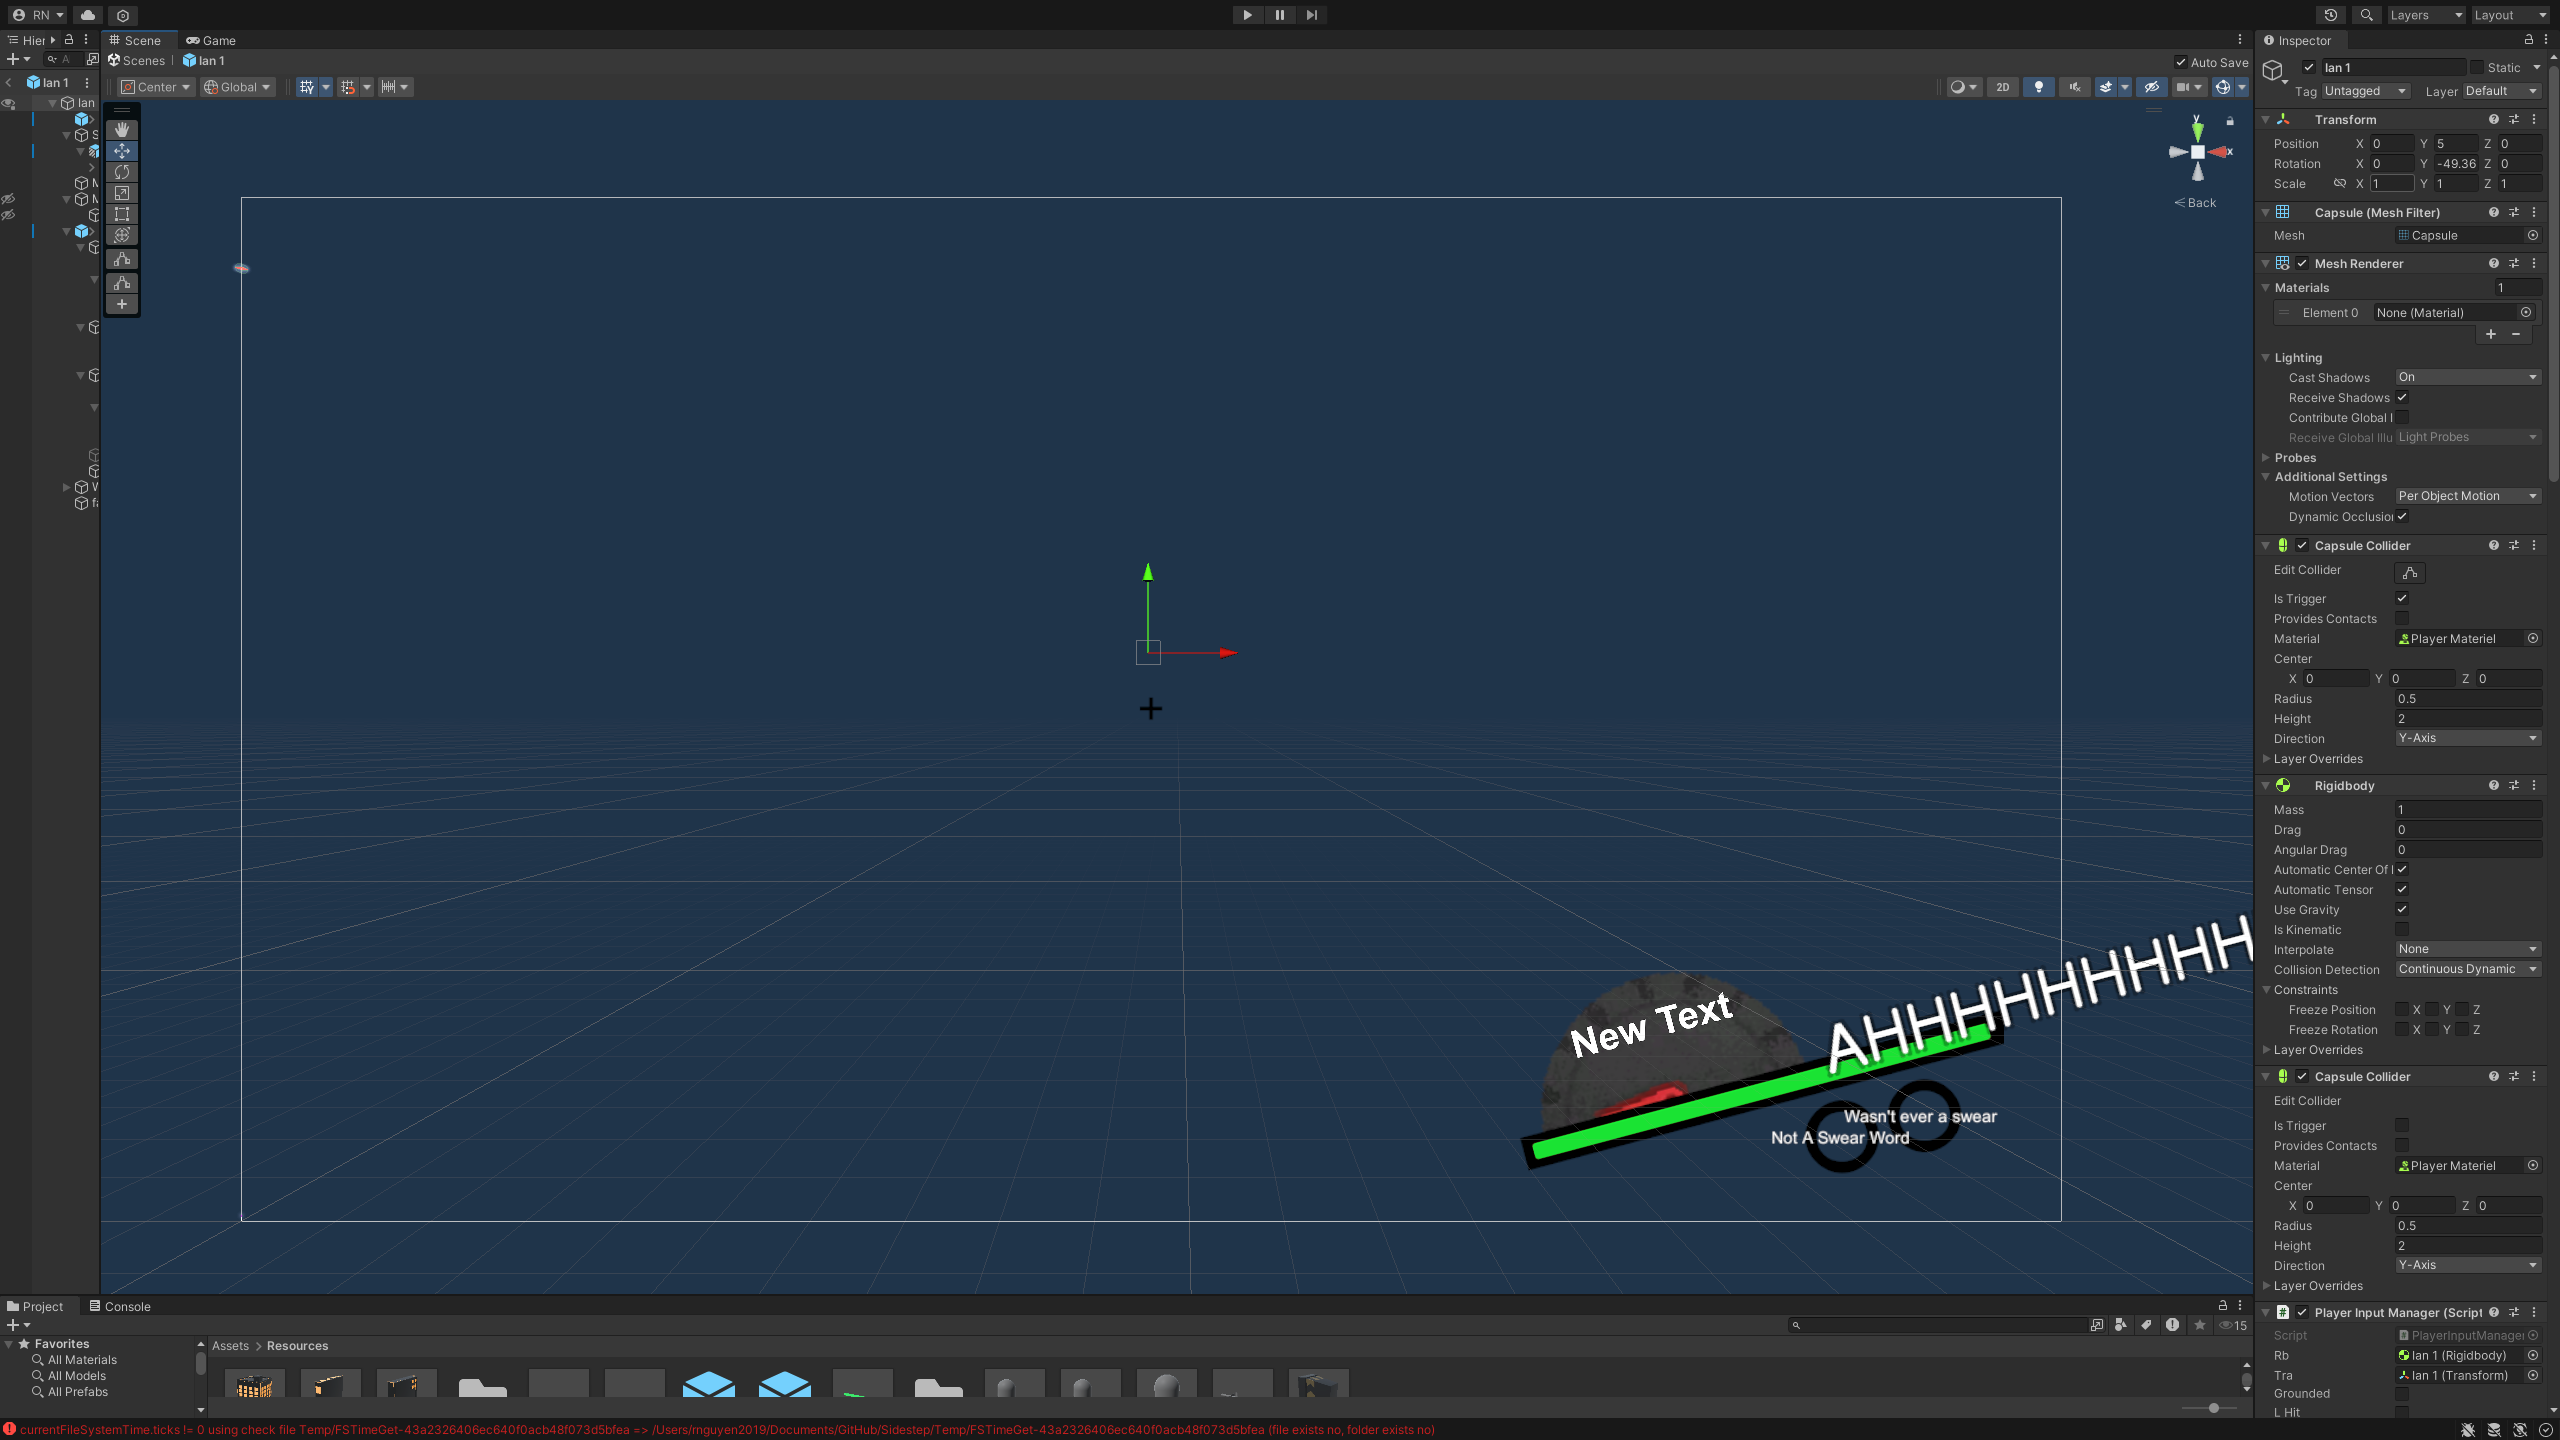 RN
Layers
Layout
Hier
Scene
Game
Inspector
A
Scenes
Ian 1
Auto Save
Ian 1
Static
Ian 1
Center
Global
2D
Tag
Untagged
Layer
Default
Ian
y
Transform
Position
X 0
Y 5
Z 0
x
Rotation
X 0
Y -49.36
Z 0
Scale
X 1
Y 1
Z 1
Back
Capsule (Mesh Filter)
Mesh
Capsule
Mesh Renderer
Materials
1
Element 0
None (Material)
Lighting
Cast Shadows
On
Receive Shadows
Contribute Global I
Receive Global Illu
Light Probes
Probes
Additional Settings
Motion Vectors
Per Object Motion
Dynamic Occlusion
Capsule Collider
Edit Collider
Is Trigger
Provides Contacts
Material
Player Materiel
Center
X 0
Y 0
Z 0
Radius
0.5
Height
2
Direction
Y-Axis
Layer Overrides
Rigidbody
Mass
1
Drag
0
Angular Drag
0
Automatic Center Of
Automatic Tensor
Use Gravity
Is Kinematic
Interpolate
None
Collision Detection
Continuous Dynamic
Constraints
Freeze Position
X
Y
Z
Freeze Rotation
X
Y
Z
Layer Overrides
Capsule Collider
Edit Collider
Is Trigger
Provides Contacts
Material
Player Materiel
Center
X 0
Y 0
Z 0
Radius
0.5
Height
2
Direction
Y-Axis
Layer Overrides
Player Input Manager (Script
Script
PlayerInputManager
Rb
Ian 1 (Rigidbody)
Tra
Ian 1 (Transform)
Grounded
L Hit
New Text
AHHHHHHHHH
Wasn't ever a swear
Not A Swear Word
Project
Console
15
Favorites
All Materials
All Models
All Prefabs
Assets > Resources
currentFileSystemTime.ticks != 0 using check file Temp/FSTimeGet-43a2326406ec640f0acb48f073d5bfea => /Users/rnguyen2019/Documents/GitHub/Sidestep/Temp/FSTimeGet-43a2326406ec640f0acb48f073d5bfea (file exists no, folder exists no)